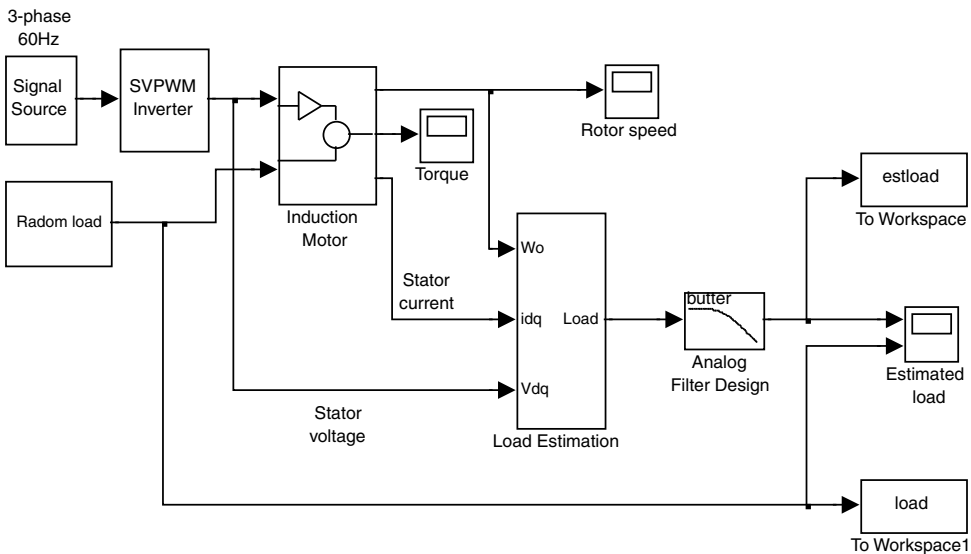 3-phase
60Hz
Signal
Source
SVPWM
Inverter
Rotor speed
Torque
Radom load
Induction
Motor
estload
To Workspace
Wo
Stator
current
idq
Load
butter
Analog
Filter Design
Estimated
load
Vdq
Stator
voltage
Load Estimation
load
To Workspace1